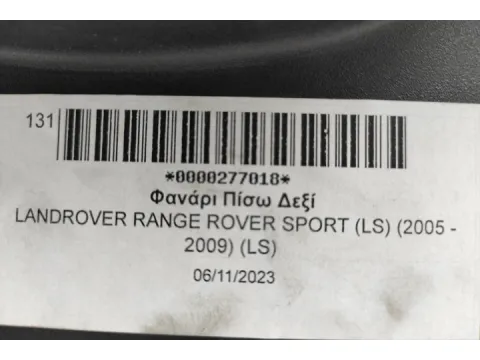 131
*0000277018*
Φανάρι Πίσω Δεξί
LANDROVER RANGE ROVER SPORT (LS) (2005 -
2009) (LS)
06/11/2023